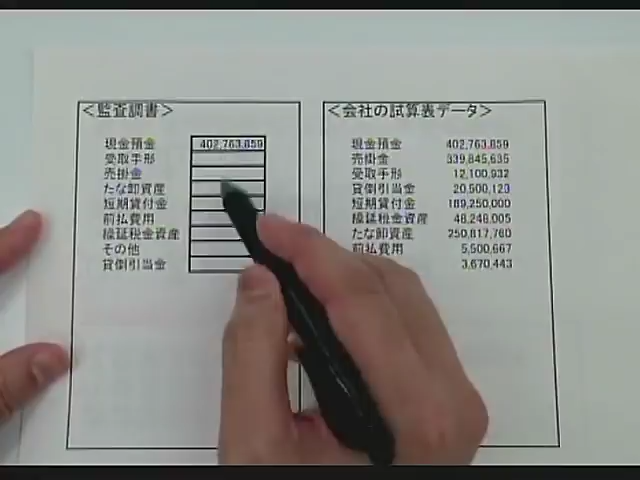 ＜監査調書＞
現金預金 402,763,859
受取手形
売掛金
たな卸資産
短期貸付金
前払費用
繰延税金資産
その他
貸倒引当金
＜会社の試算表データ＞
現金預金 402,763,859
売掛金 339,845,635
受取手形 12,100,932
貸倒引当金 20,500,123
短期貸付金 189,250,000
繰延税金資産 48,246,005
たな卸資産 250,817,760
前払費用 5,500,667
3,670,443